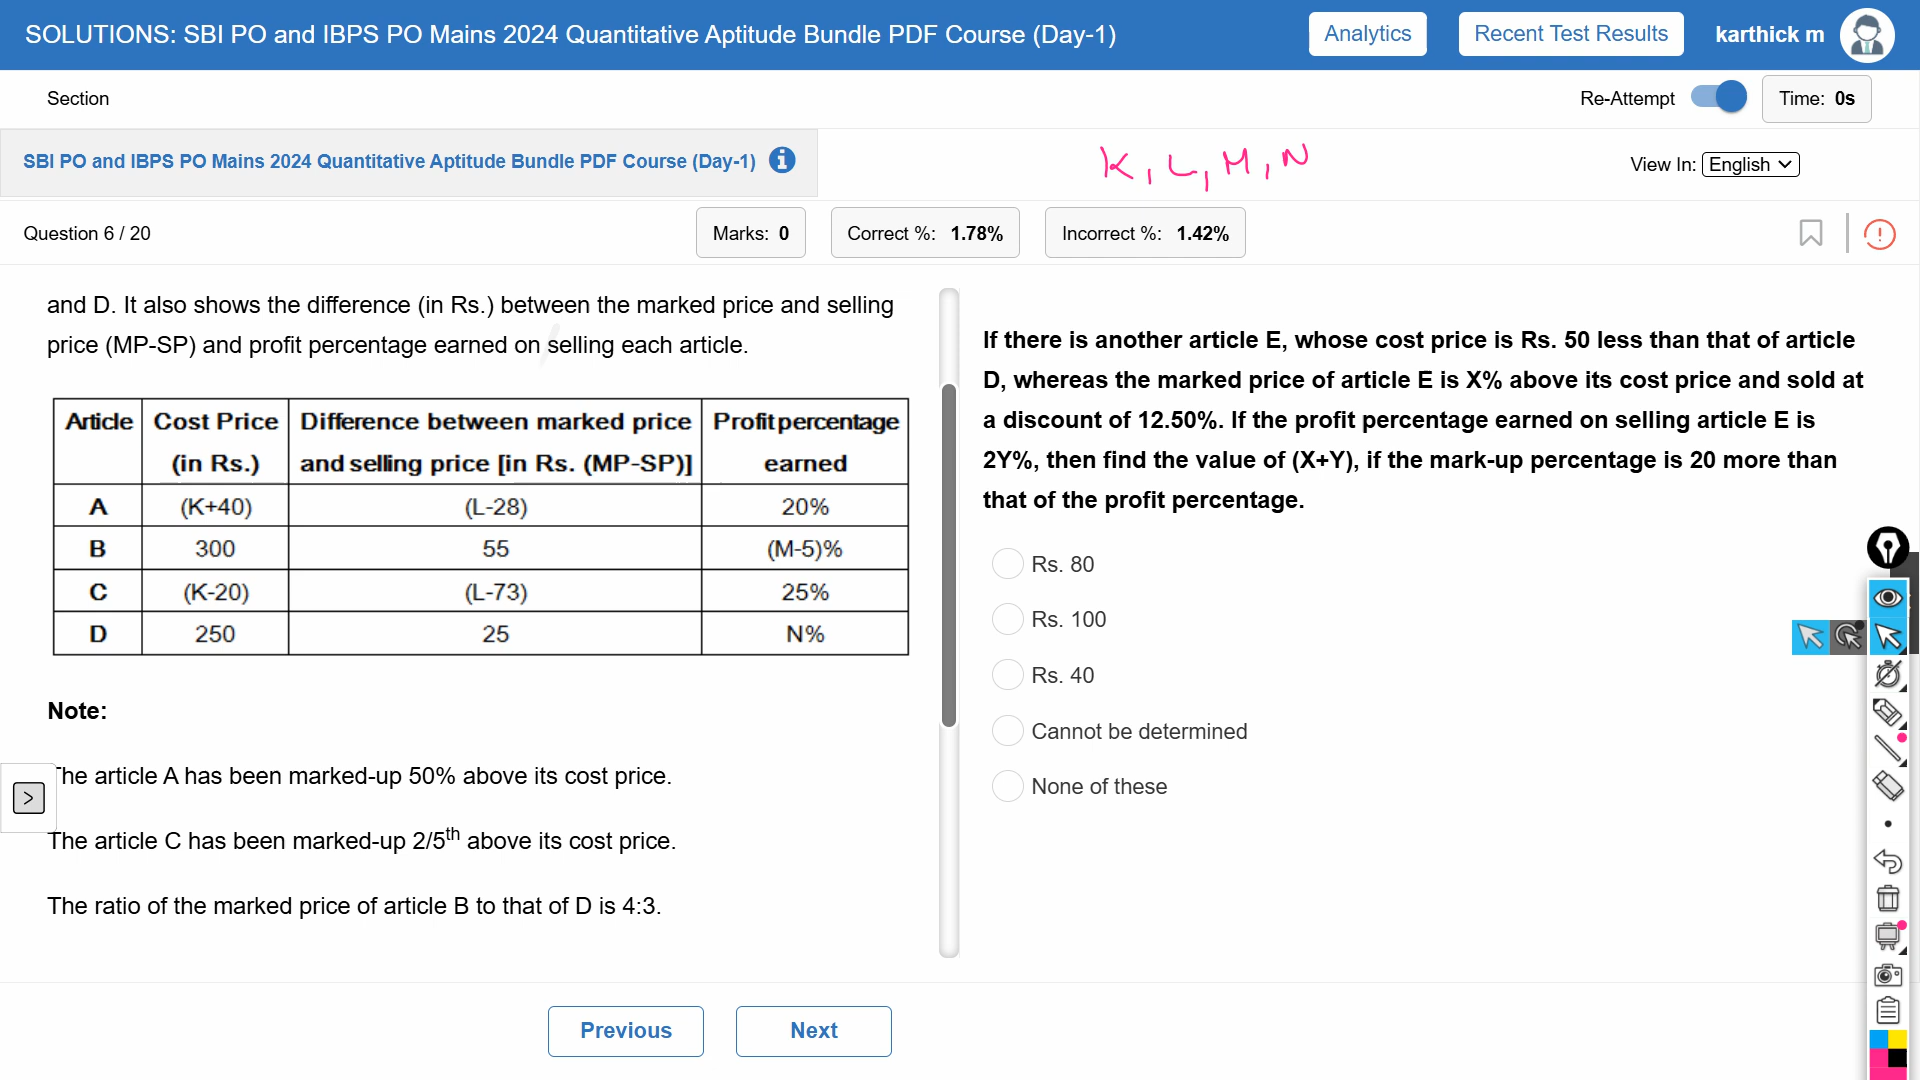 SOLUTIONS: SBI PO and IBPS PO Mains 2024 Quantitative Aptitude Bundle PDF Course (Day-1)
Analytics
Recent Test Results
karthick m
Section
Re-Attempt
Time: 0s
SBI PO and IBPS PO Mains 2024 Quantitative Aptitude Bundle PDF Course (Day-1)
K, L, M, N
View In: English
Question 6 / 20
Marks: 0
Correct %: 1.78%
Incorrect %: 1.42%
and D. It also shows the difference (in Rs.) between the marked price and selling
price (MP-SP) and profit percentage earned on selling each article.
Article Cost Price Difference between marked price Profit percentage
(in Rs.) and selling price [in Rs. (MP-SP)] earned
A (K+40) (L-28) 20%
B 300 55 (M-5)%
C (K-20) (L-73) 25%
D 250 25 N%
Note:
The article A has been marked-up 50% above its cost price.
>
The article C has been marked-up 2/5th above its cost price.
The ratio of the marked price of article B to that of D is 4:3.
If there is another article E, whose cost price is Rs. 50 less than that of article
D, whereas the marked price of article E is X% above its cost price and sold at
a discount of 12.50%. If the profit percentage earned on selling article E is
2Y%, then find the value of (X+Y), if the mark-up percentage is 20 more than
that of the profit percentage.
Rs. 80
Rs. 100
Rs. 40
Cannot be determined
None of these
Previous
Next